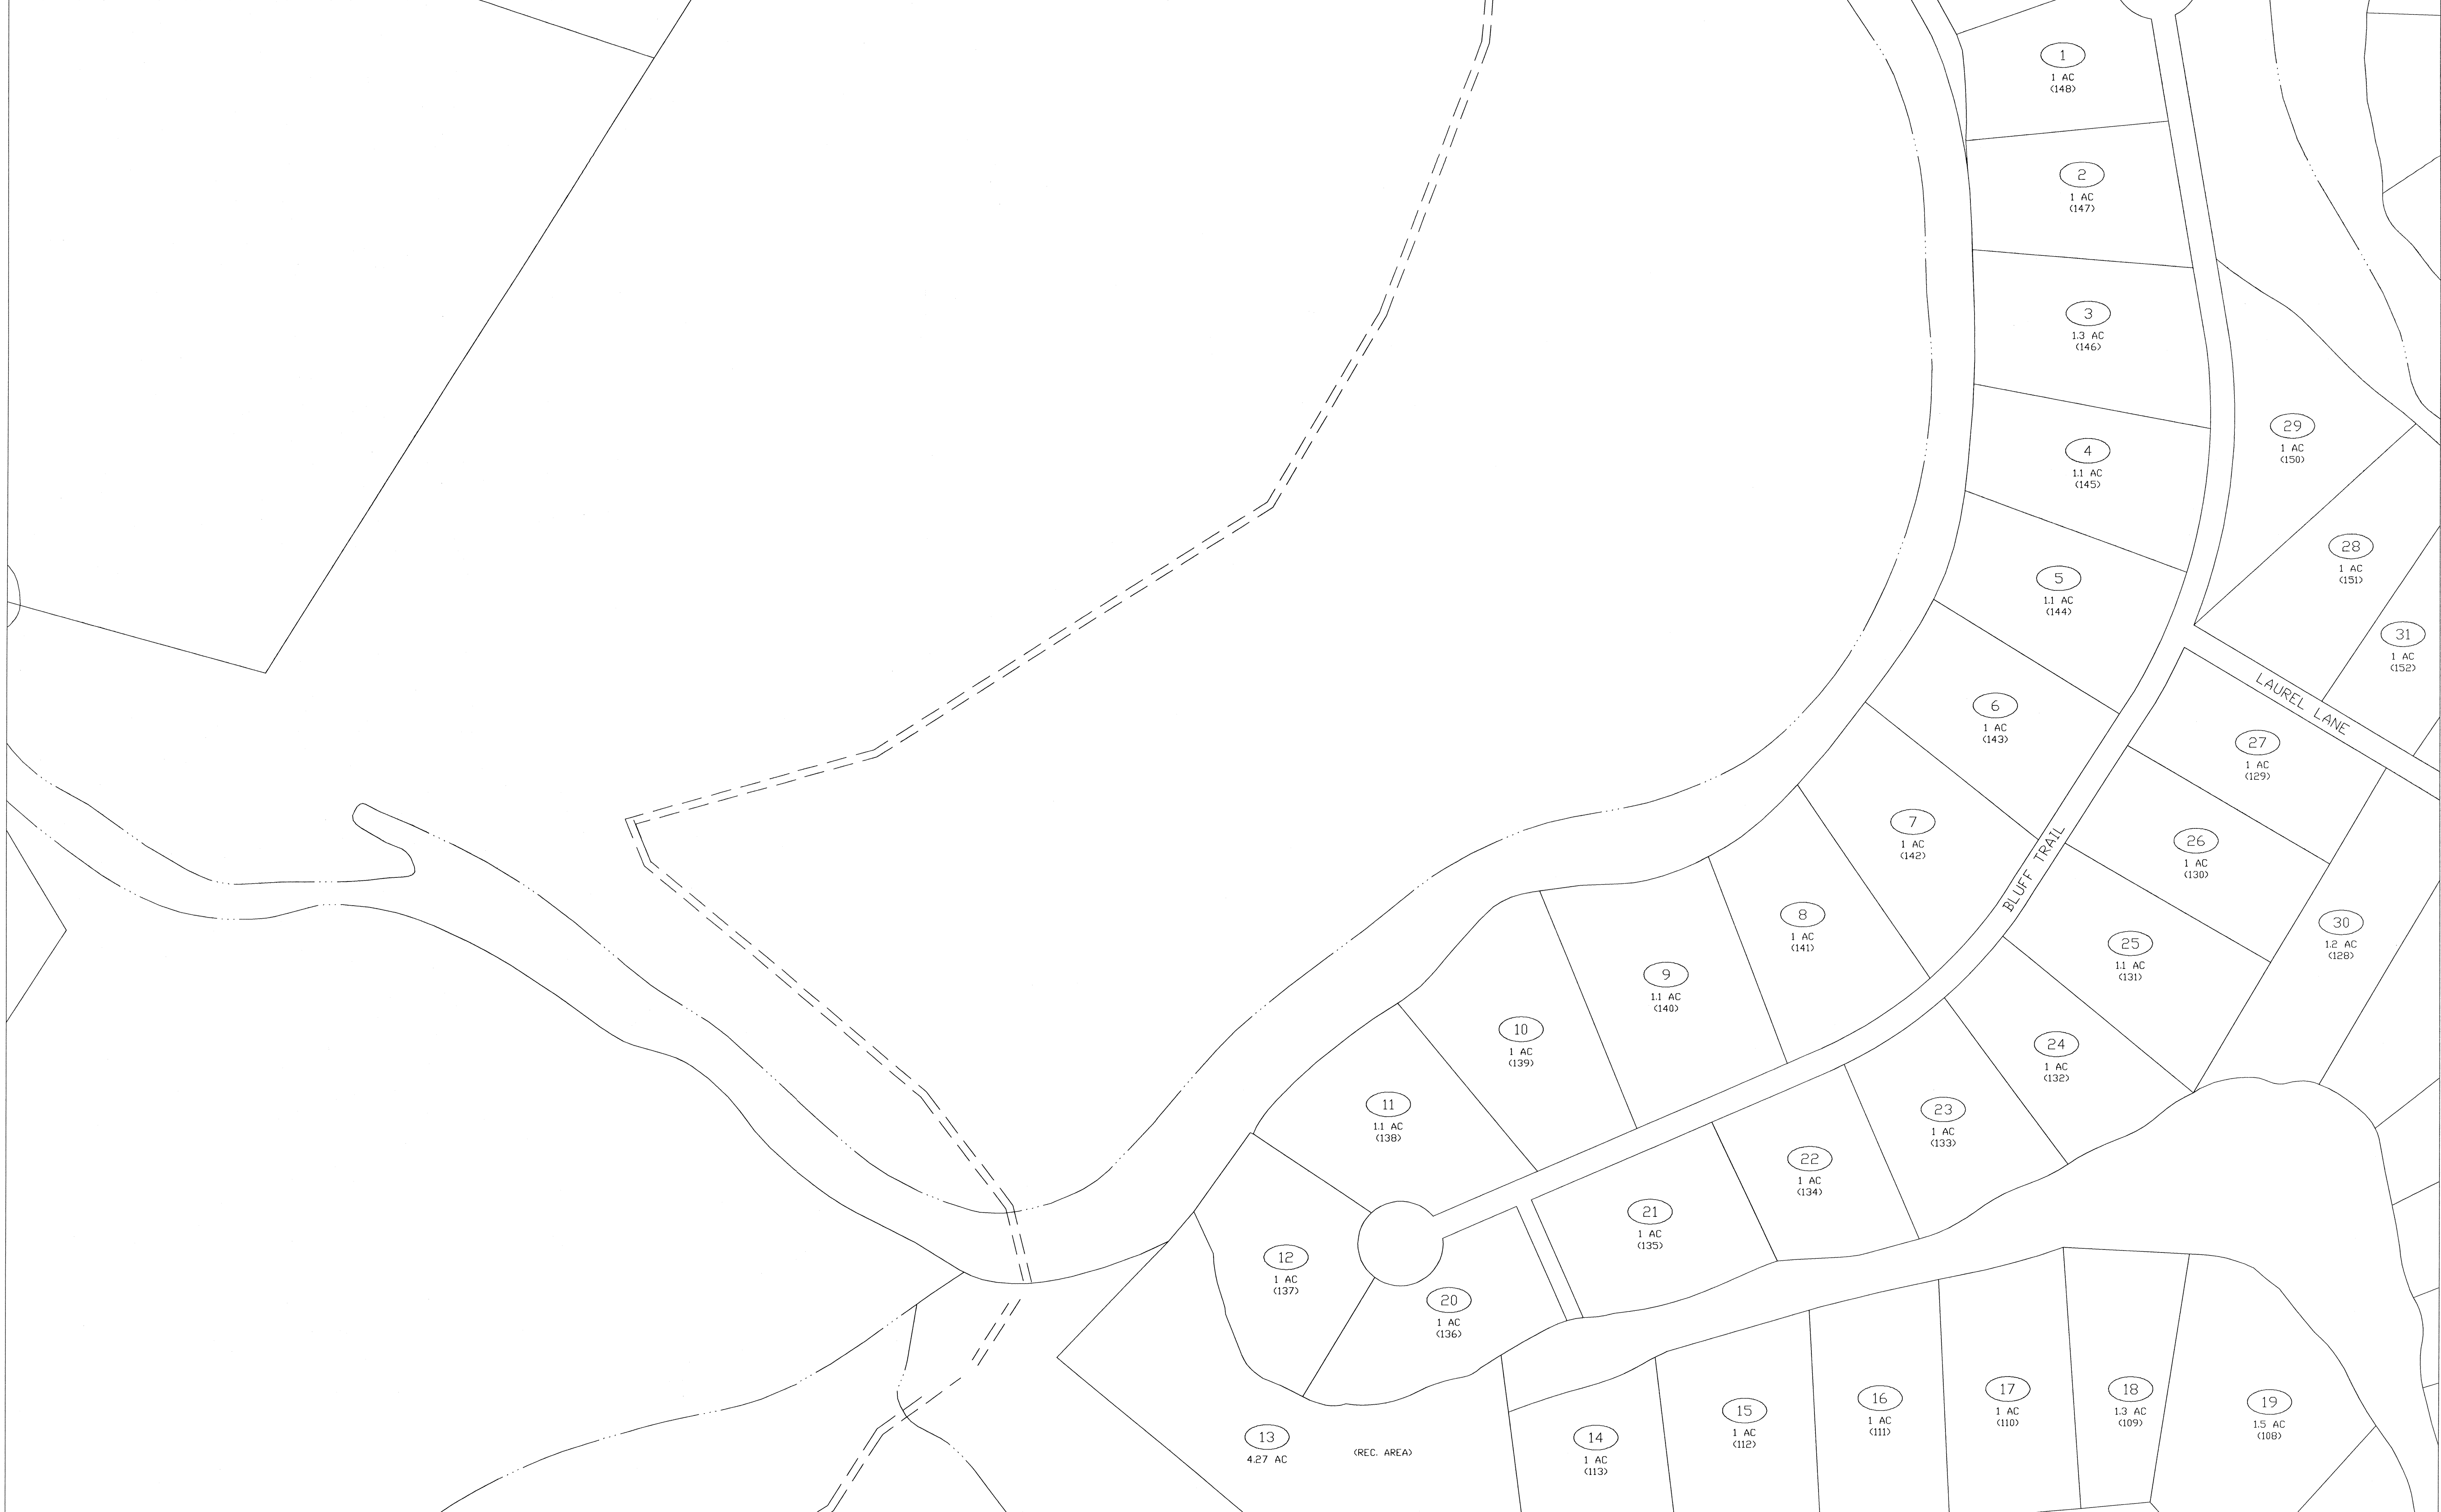 1
1 AC
(148)
2
1 AC
(147)
3
1.3 AC
(146)
4
1.1 AC
(145)
5
1.1 AC
(144)
6
1 AC
(143)
7
1 AC
(142)
8
1 AC
(141)
9
1.1 AC
(140)
10
1 AC
(139)
11
1.1 AC
(138)
12
1 AC
(137)
13
4.27 AC
(REC. AREA)
14
1 AC
(113)
15
1 AC
(112)
16
1 AC
(111)
17
1 AC
(110)
18
1.3 AC
(109)
19
1.5 AC
(108)
20
1 AC
(136)
21
1 AC
(135)
22
1 AC
(134)
23
1 AC
(133)
24
1 AC
(132)
25
1.1 AC
(131)
26
1 AC
(130)
27
1 AC
(129)
28
1 AC
(151)
29
1 AC
(150)
30
1.2 AC
(128)
31
1 AC
(152)
LAUREL LANE
BLUFF TRAIL